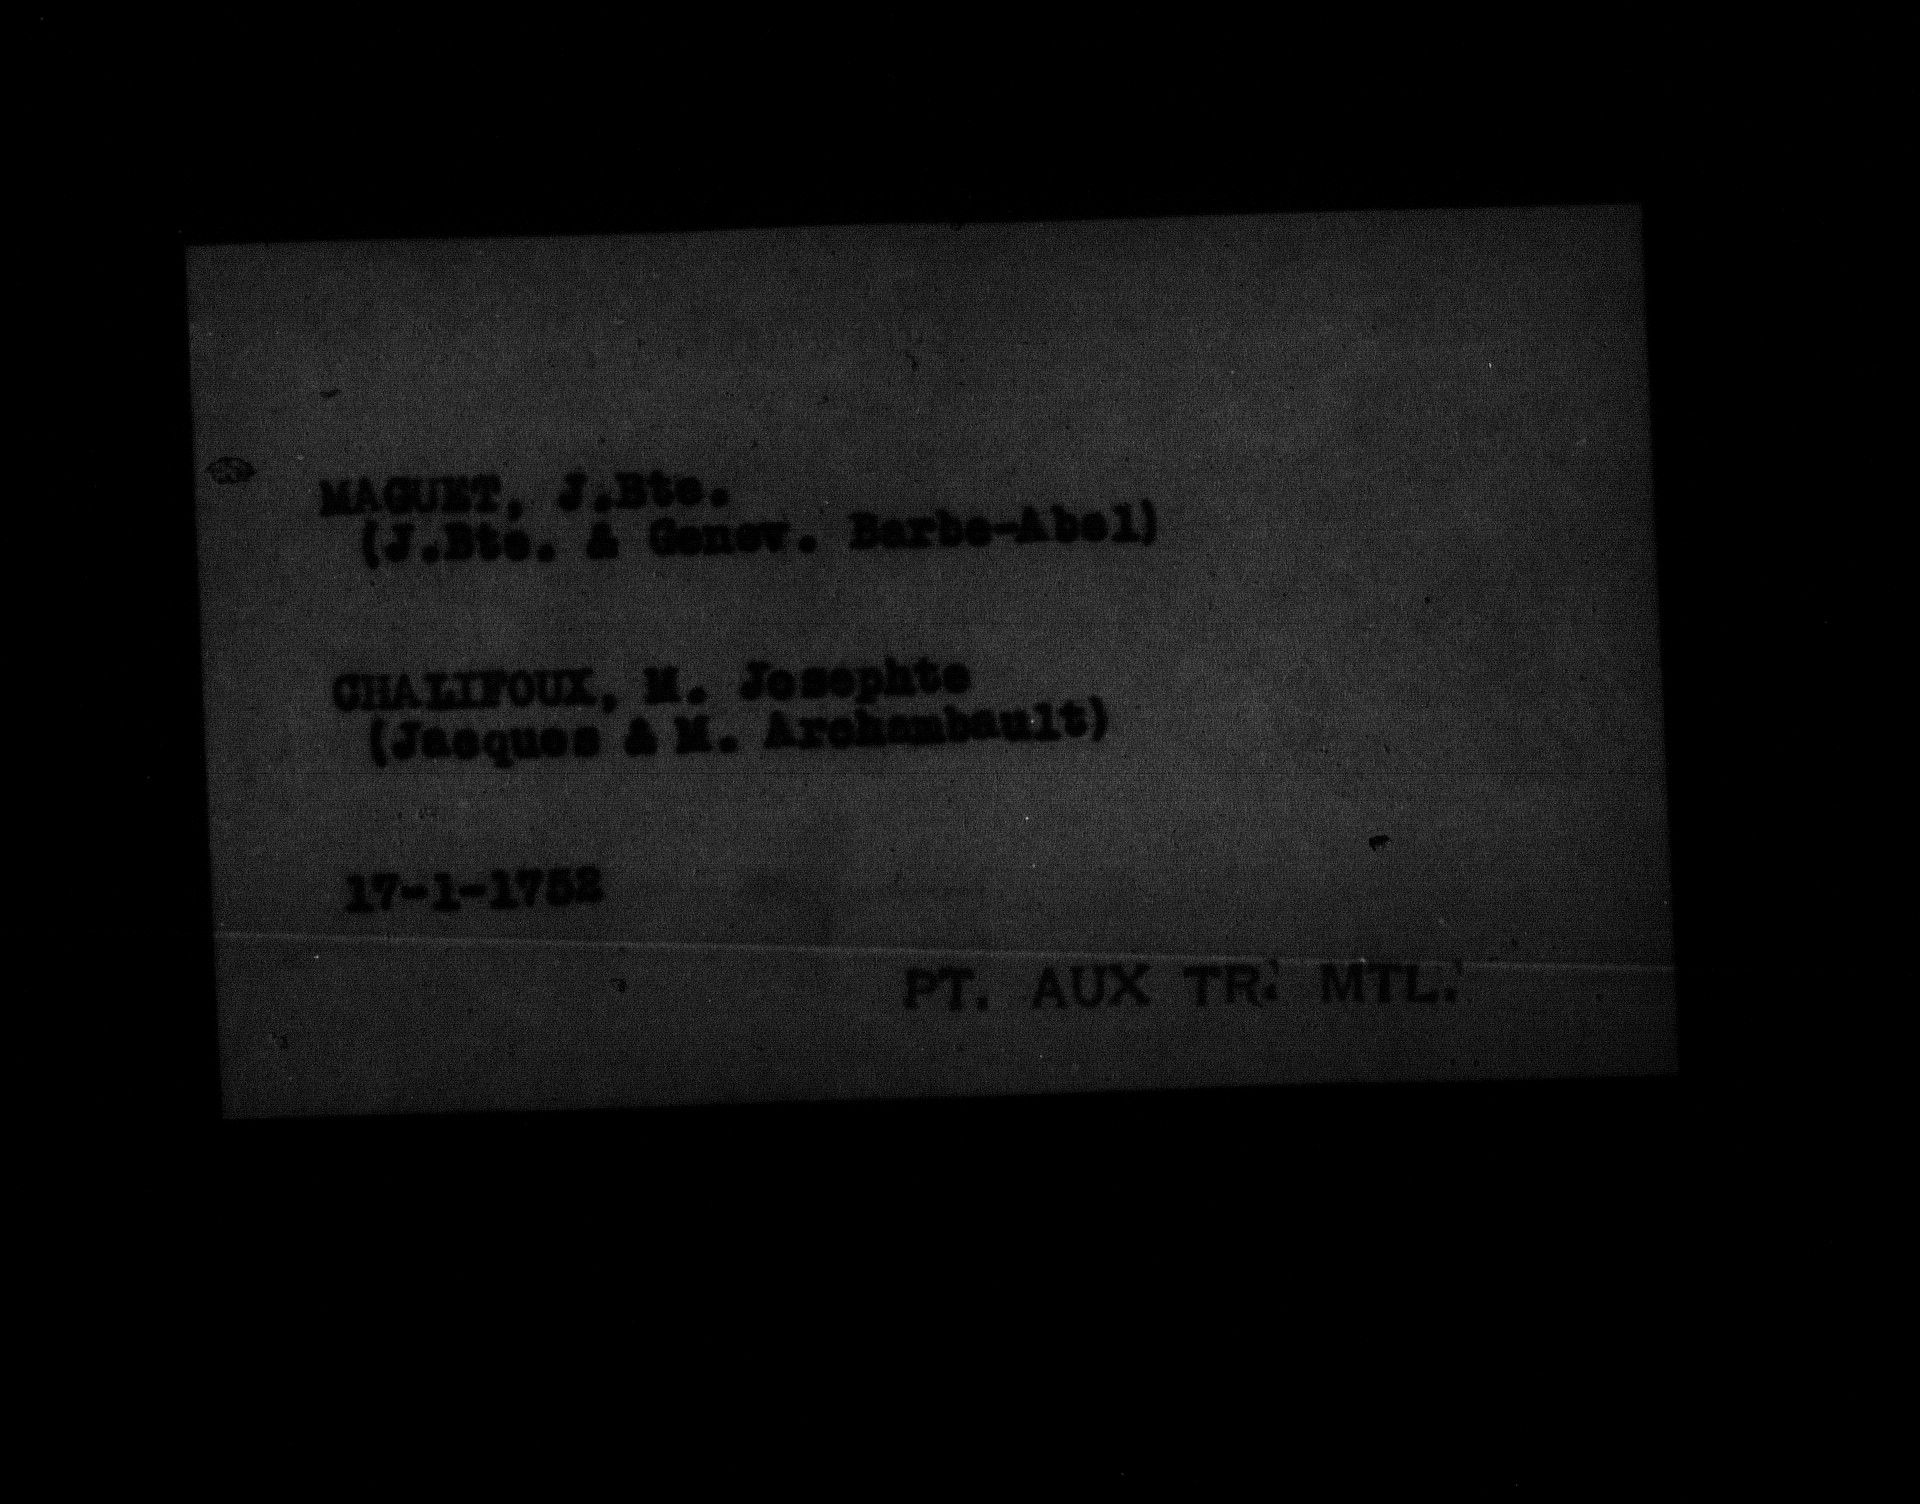 MAGUET, J.Bte.
(J.Bte. & Genev. Barbe-Abel)
CHALIFOUX, M. Josephte
(Jacques & M. Archambault)
17-1-1752
PT. AUX TR. MTL.